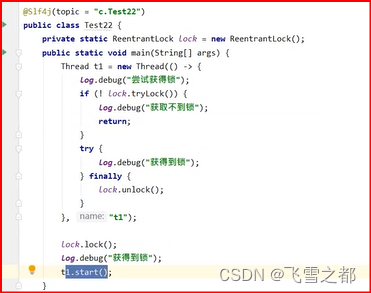 @Slf4j(topic = "c.Test22")
public class Test22 {
private static ReentrantLock lock = new ReentrantLock();
public static void main(String[] args) {
Thread t1 = new Thread(() -> {
log.debug("尝试获得锁");
if (! lock.tryLock()) {
log.debug("获取不到锁");
return;
}
try {
log.debug("获得到锁");
} finally {
lock.unlock();
}
}, name: "t1");
lock.lock();
log.debug("获得到锁");
t1.start();
}
CSDN @飞雪之都